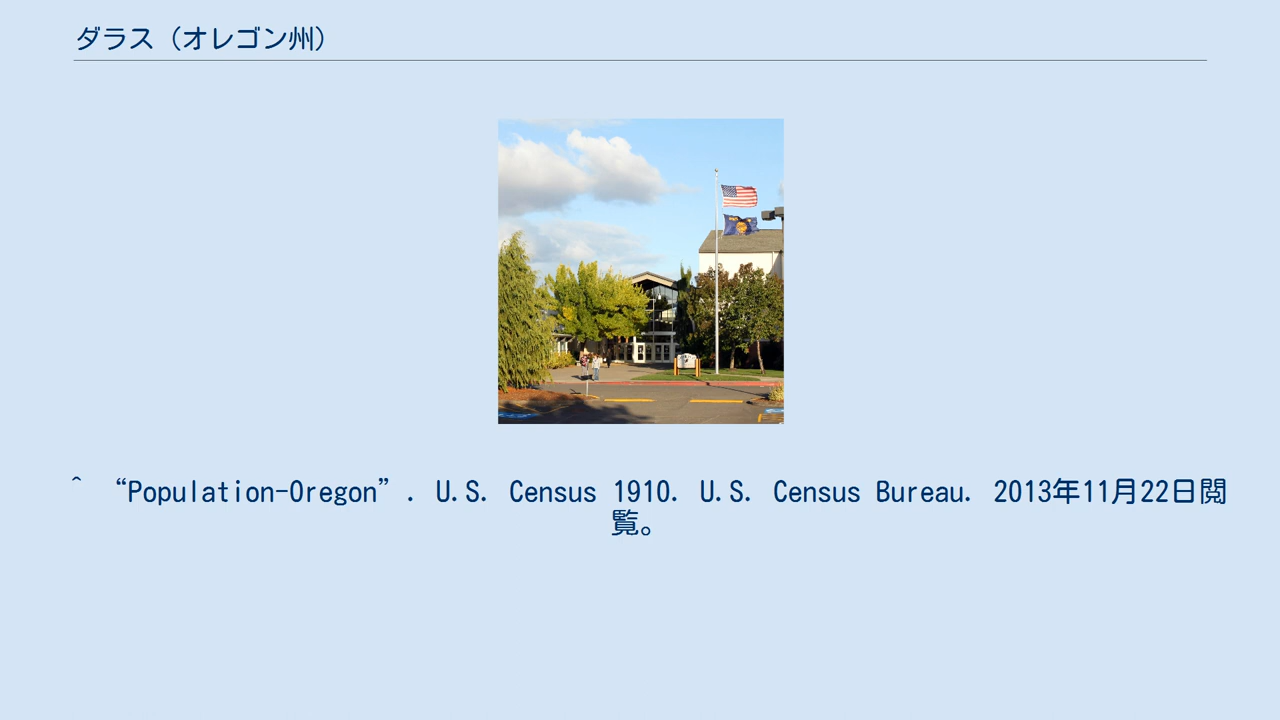 ダラス（オレゴン州）
^ “Population-Oregon”. U.S. Census 1910. U.S. Census Bureau. 2013年11月22日閲
覧。